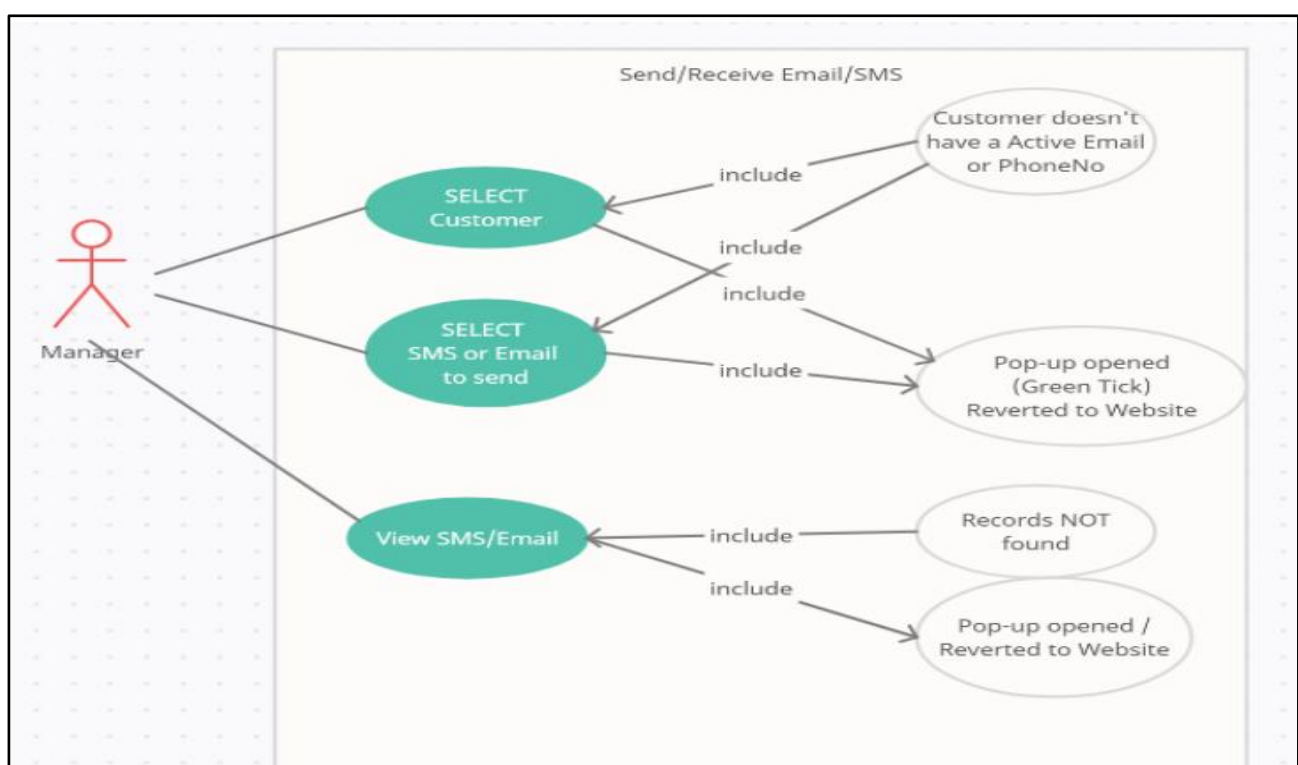 Send/Receive Email/SMS
Customer doesn't
have a Active Email
or PhoneNo
include
SELECT
Customer
include
include
SELECT
SMS or Email
to send
Manager
include
Pop-up opened
(Green Tick)
Reverted to Website
View SMS/Email
include
Records NOT
found
include
Pop-up opened /
Reverted to Website